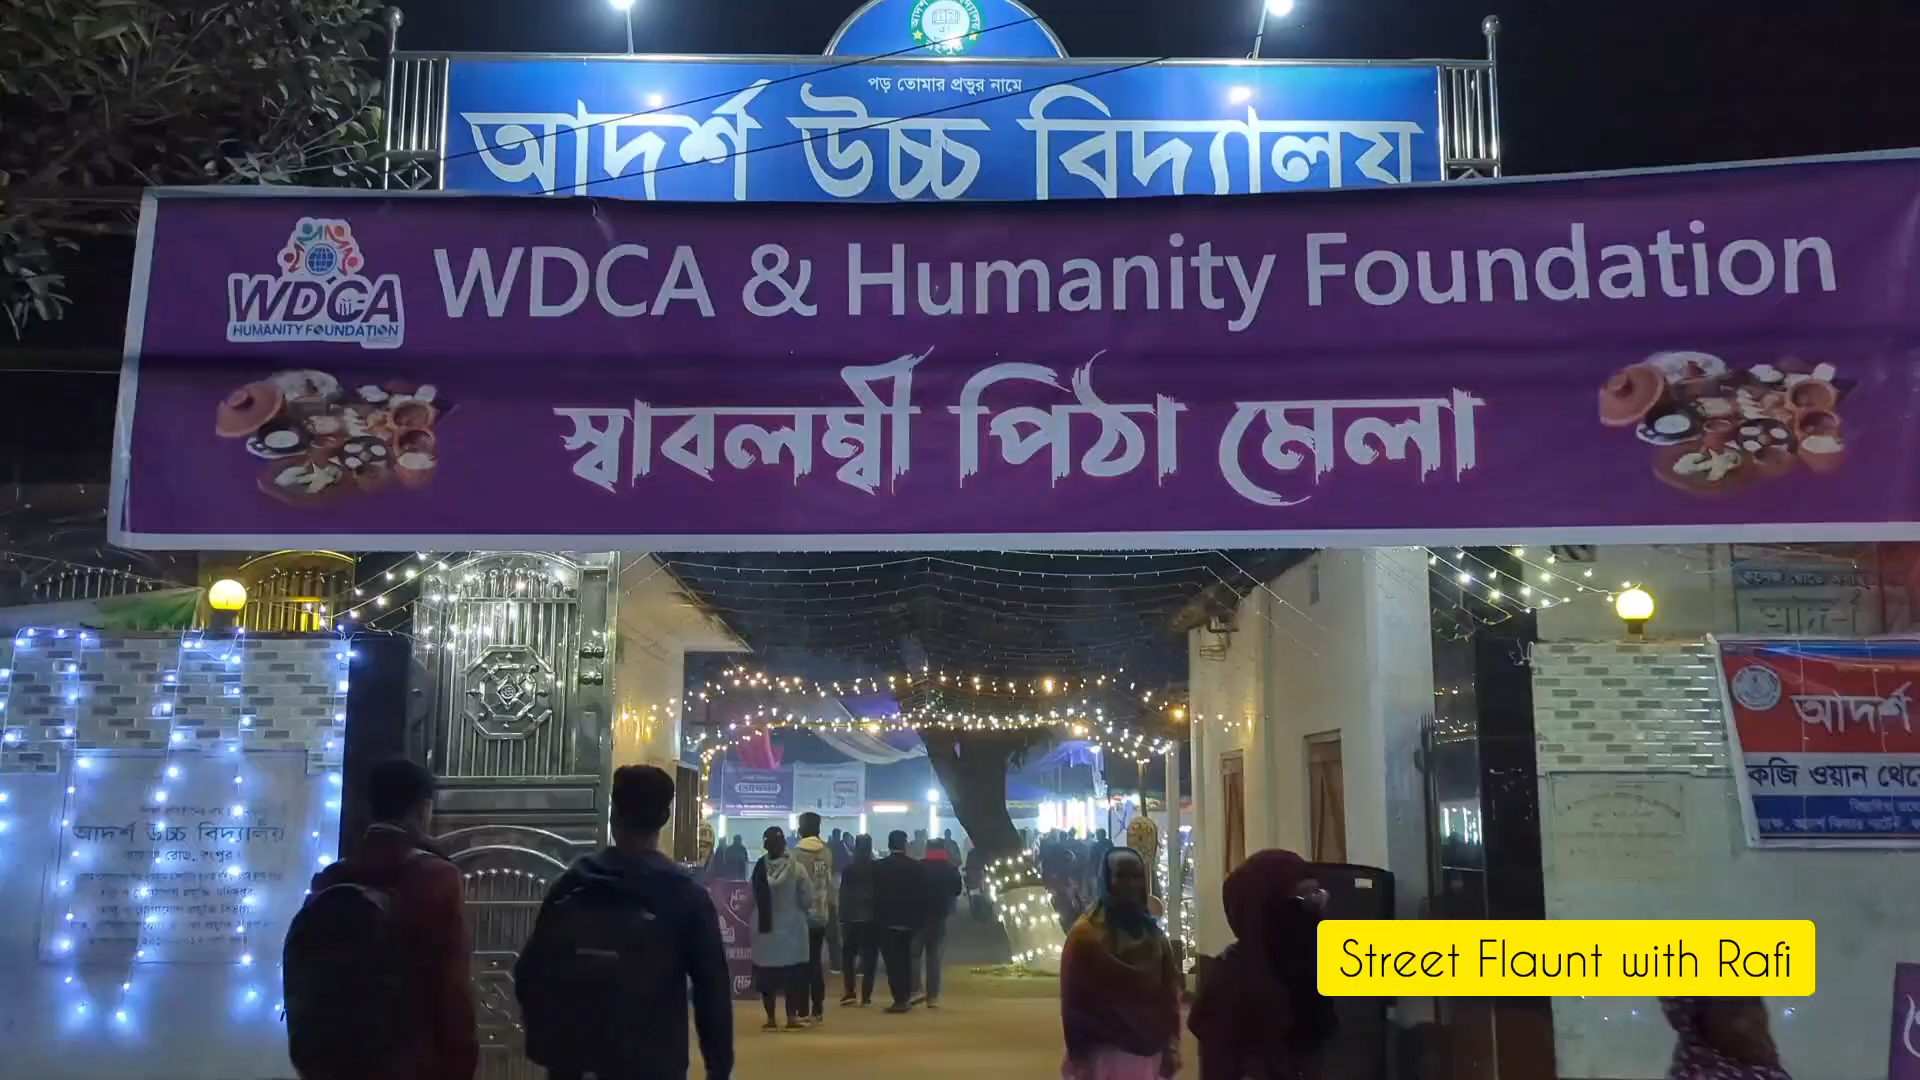 পড় তোমার প্রভুর নামে
আদর্শ উচ্চ বিদ্যালয়
WDCA & Humanity Foundation
WDCA
HUMANITY FOUNDATION
স্বাবলম্বী পিঠা মেলা
আদর্শ
আদর্শ
কজি ওয়ান থেকে
আদর্শ উচ্চ বিদ্যালয়
রোড, রংপুর।
মেলা
Street Flaunt with Rafi